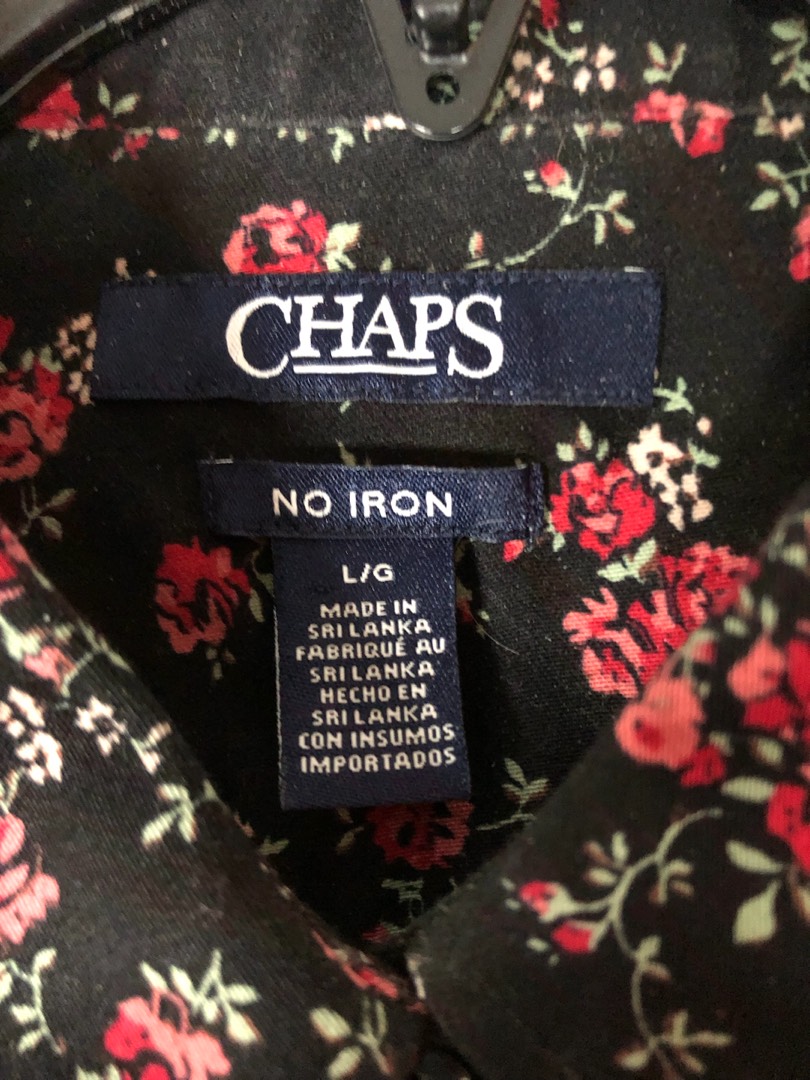 CHAPS
NO IRON
L/G
MADE IN
SRI LANKA
FABRIQUÉ AU
SRI LANKA
HECHO EN
SRI LANKA
CON INSUMOS
IMPORTADOS